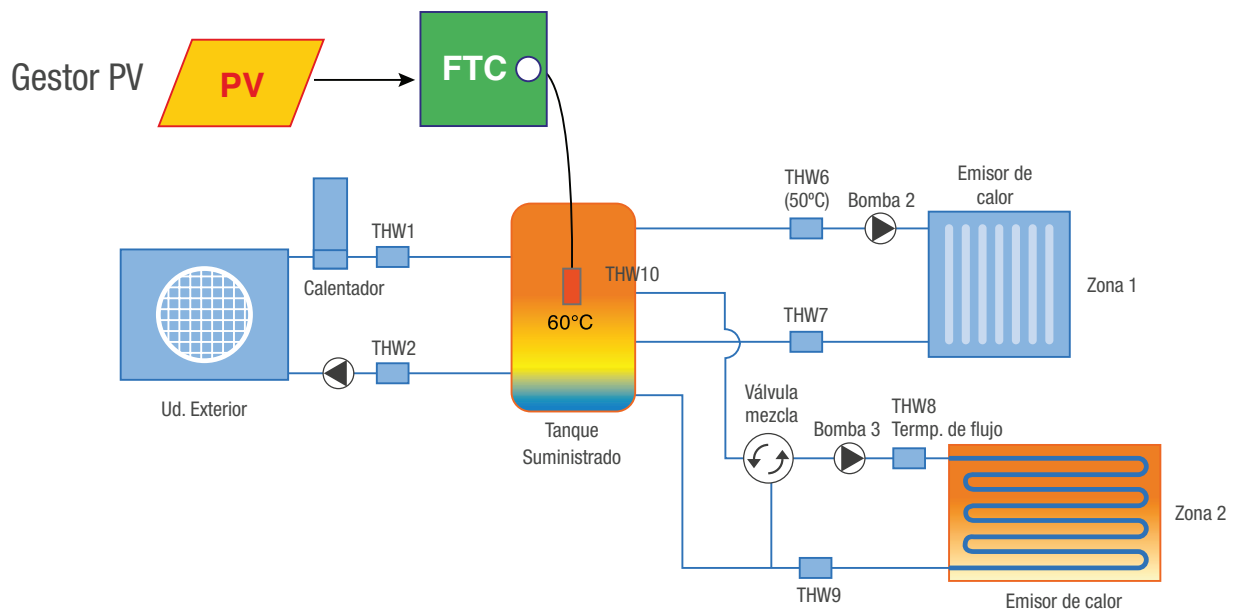 Gestor PV
PV
FTC
THW1
Calentador
THW2
Ud. Exterior
THW10
60°C
Tanque
Suministrado
THW6
(50ºC)
Bomba 2
Emisor de
calor
Zona 1
THW7
Válvula
mezcla
Bomba 3
THW8
Termp. de flujo
Zona 2
THW9
Emisor de calor